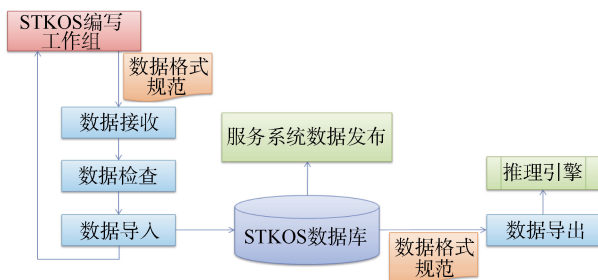 STKOS编写
工作组
数据格式
规范
数据接收
服务系统数据发布
数据检查
推理引擎
数据导入
STKOS数据库
数据格式
规范
数据导出